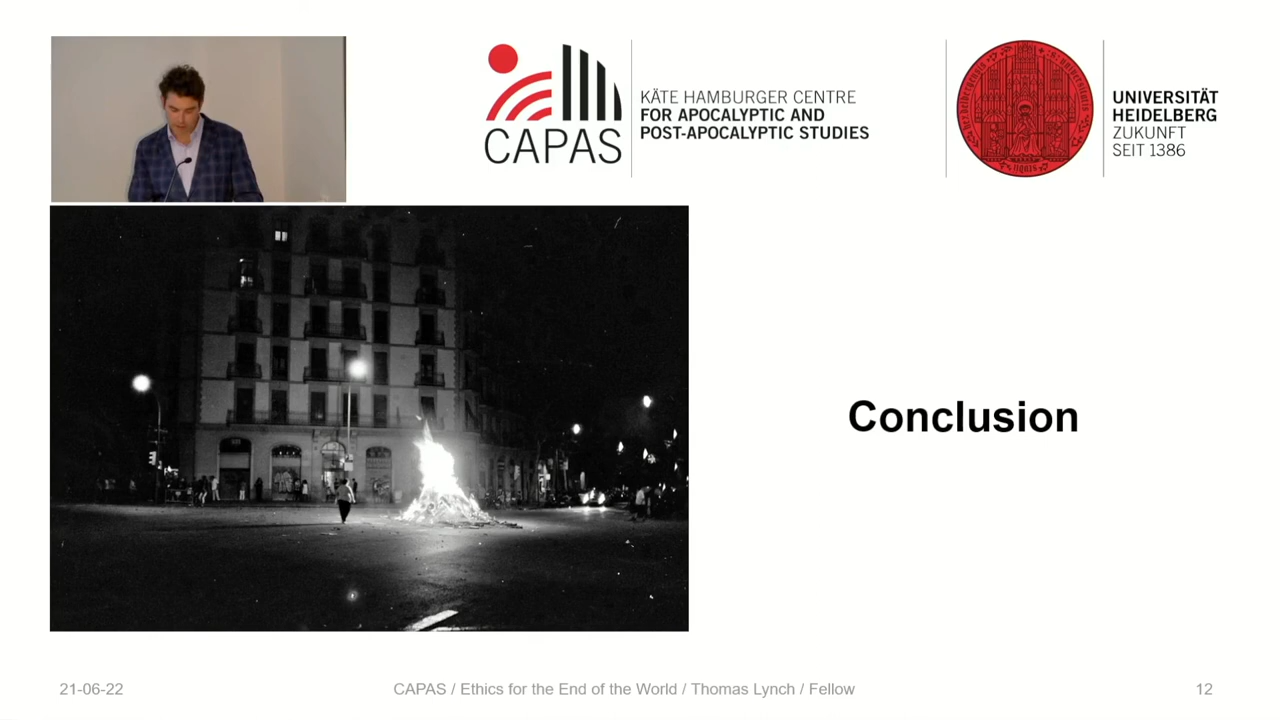 CAPAS
KÄTE HAMBURGER CENTRE
FOR APOCALYPTIC AND
POST-APOCALYPTIC STUDIES
UNIVERSITÄT
HEIDELBERG
ZUKUNFT
SEIT 1386
Conclusion
21-06-22
CAPAS / Ethics for the End of the World / Thomas Lynch / Fellow
12